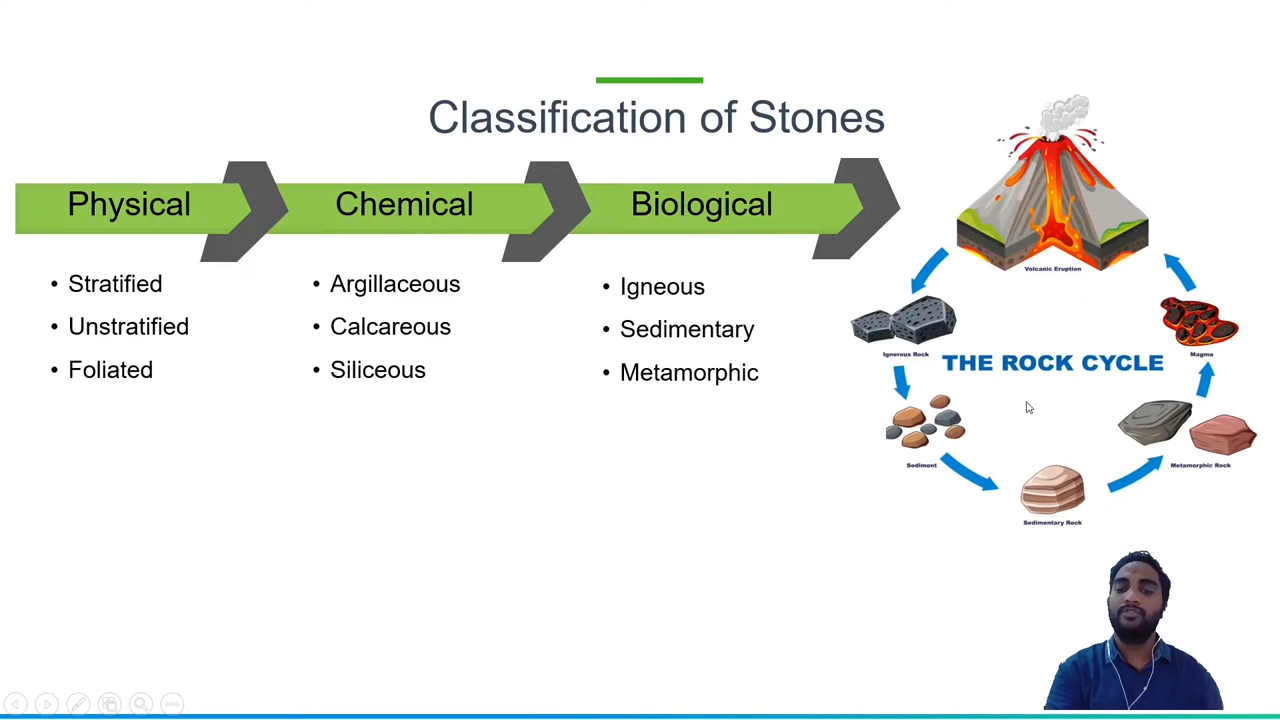 Classification of Stones
Physical
Chemical
Biological
• Stratified
• Unstratified
• Foliated
• Argillaceous
• Calcareous
• Siliceous
• Igneous
• Sedimentary
• Metamorphic
Volcanic Eruption
Ignerous Rock
Magma
THE ROCK CYCLE
Sediment
Metamorphic Rock
Sedimentary Rock